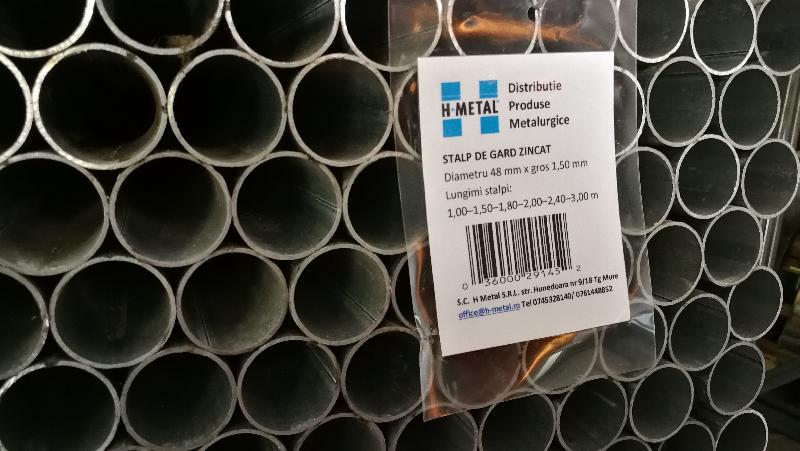 H-METAL
Distributie
Produse
Metalurgice
STALP DE GARD ZINCAT
Diametru 48 mm x gros 1,50 mm
Lungimi stalpi:
1,00–1,50–1,80–2,00–2,40–3,00 m
0 36000 29145 2
S.C. H Metal S.R.L. str. Hunedoara nr 9/18 Tg Mure
office@h-metal.ro Tel 0745328140/ 0761448852